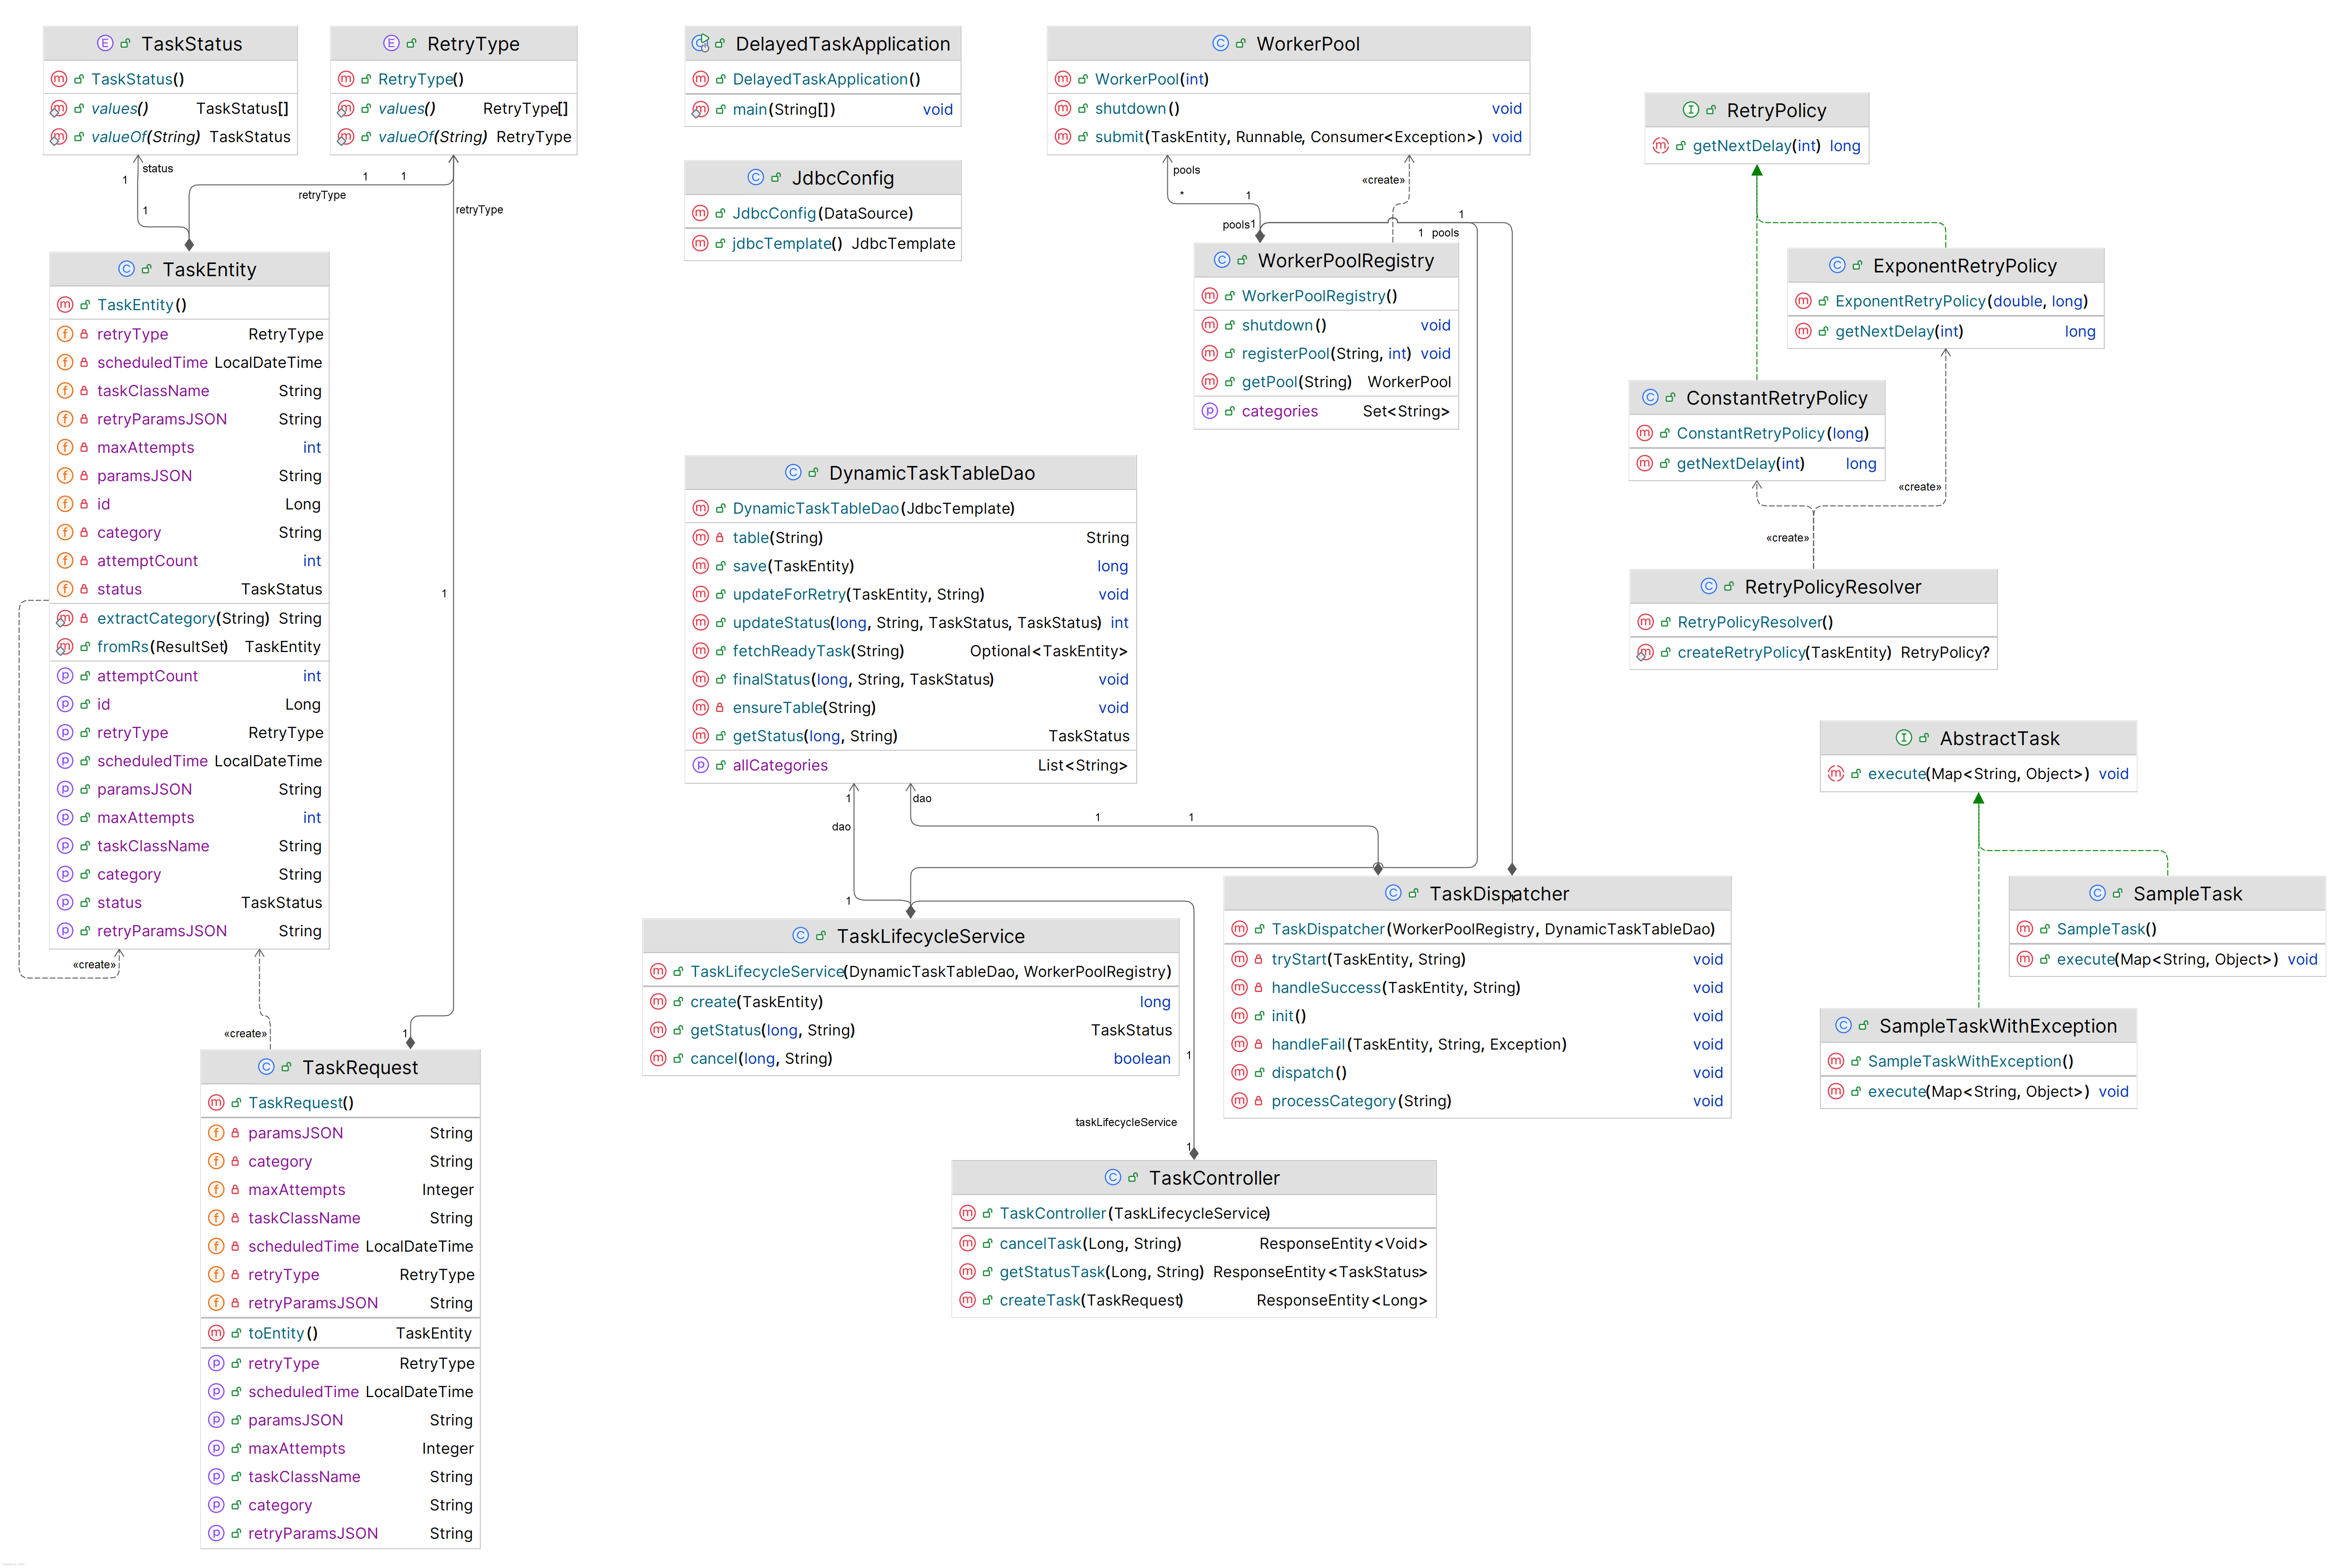 TaskStatus
TaskStatus()
values() TaskStatus[]
valueOf(String) TaskStatus
RetryType
RetryType()
values() RetryType[]
valueOf(String) RetryType
status
1
1
1 1
retryType
retryType
1
TaskEntity
TaskEntity()
retryType RetryType
scheduledTime LocalDateTime
taskClassName String
retryParamsJSON String
maxAttempts int
paramsJSON String
id Long
category String
attemptCount int
status TaskStatus
extractCategory(String) String
fromRs(ResultSet) TaskEntity
attemptCount int
id Long
retryType RetryType
scheduledTime LocalDateTime
paramsJSON String
maxAttempts int
taskClassName String
category String
status TaskStatus
retryParamsJSON String
«create»
«create»
1
TaskRequest
TaskRequest()
paramsJSON String
category String
maxAttempts Integer
taskClassName String
scheduledTime LocalDateTime
retryType RetryType
retryParamsJSON String
toEntity() TaskEntity
retryType RetryType
scheduledTime LocalDateTime
paramsJSON String
maxAttempts Integer
taskClassName String
category String
retryParamsJSON String
DelayedTaskApplication
DelayedTaskApplication()
main(String[]) void
JdbcConfig
JdbcConfig(DataSource)
jdbcTemplate() JdbcTemplate
WorkerPool
WorkerPool(int)
shutdown() void
submit(TaskEntity, Runnable, Consumer<Exception>) void
pools
«create»
* 1
pools1
1
1 pools
WorkerPoolRegistry
WorkerPoolRegistry()
shutdown() void
registerPool(String, int) void
getPool(String) WorkerPool
categories Set<String>
DynamicTaskTableDao
DynamicTaskTableDao(JdbcTemplate)
table(String) String
save(TaskEntity) long
updateForRetry(TaskEntity, String) void
updateStatus(long, String, TaskStatus, TaskStatus) int
fetchReadyTask(String) Optional<TaskEntity>
finalStatus(long, String, TaskStatus) void
ensureTable(String) void
getStatus(long, String) TaskStatus
allCategories List<String>
1
dao
dao
1 1
1
TaskLifecycleService
TaskLifecycleService(DynamicTaskTableDao, WorkerPoolRegistry)
create(TaskEntity) long
getStatus(long, String) TaskStatus
cancel(long, String) boolean
1
taskLifecycleService
1
TaskDispatcher
TaskDispatcher(WorkerPoolRegistry, DynamicTaskTableDao)
tryStart(TaskEntity, String) void
handleSuccess(TaskEntity, String) void
init() void
handleFail(TaskEntity, String, Exception) void
dispatch() void
processCategory(String) void
TaskController
TaskController(TaskLifecycleService)
cancelTask(Long, String) ResponseEntity<Void>
getStatusTask(Long, String) ResponseEntity<TaskStatus>
createTask(TaskRequest) ResponseEntity<Long>
RetryPolicy
getNextDelay(int) long
ExponentRetryPolicy
ExponentRetryPolicy(double, long)
getNextDelay(int) long
ConstantRetryPolicy
ConstantRetryPolicy(long)
getNextDelay(int) long
«create»
«create»
RetryPolicyResolver
RetryPolicyResolver()
createRetryPolicy(TaskEntity) RetryPolicy?
AbstractTask
execute(Map<String, Object>) void
SampleTask
SampleTask()
execute(Map<String, Object>) void
SampleTaskWithException
SampleTaskWithException()
execute(Map<String, Object>) void